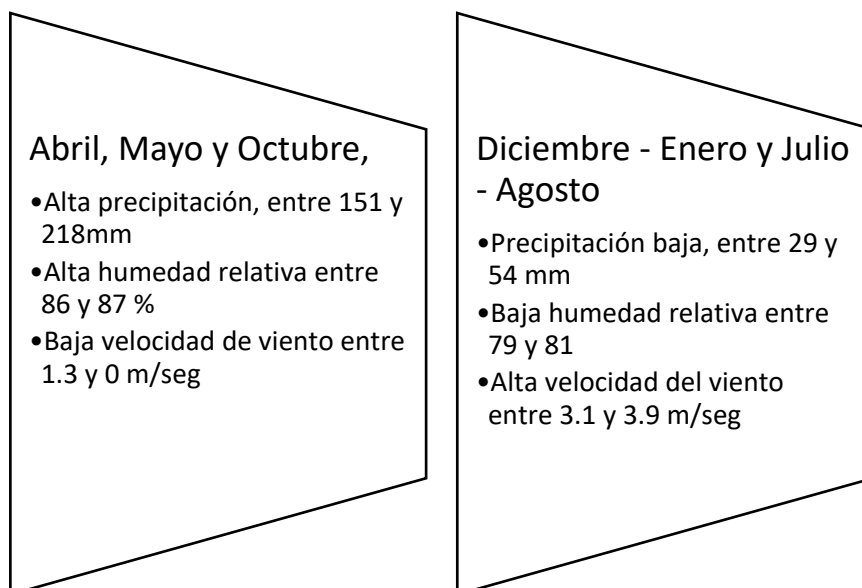 Abril, Mayo y Octubre,
•Alta precipitación, entre 151 y
218mm
•Alta humedad relativa entre
86 y 87 %
•Baja velocidad de viento entre
1.3 y 0 m/seg
Diciembre - Enero y Julio
- Agosto
•Precipitación baja, entre 29 y
54 mm
•Baja humedad relativa entre
79 y 81
•Alta velocidad del viento
entre 3.1 y 3.9 m/seg